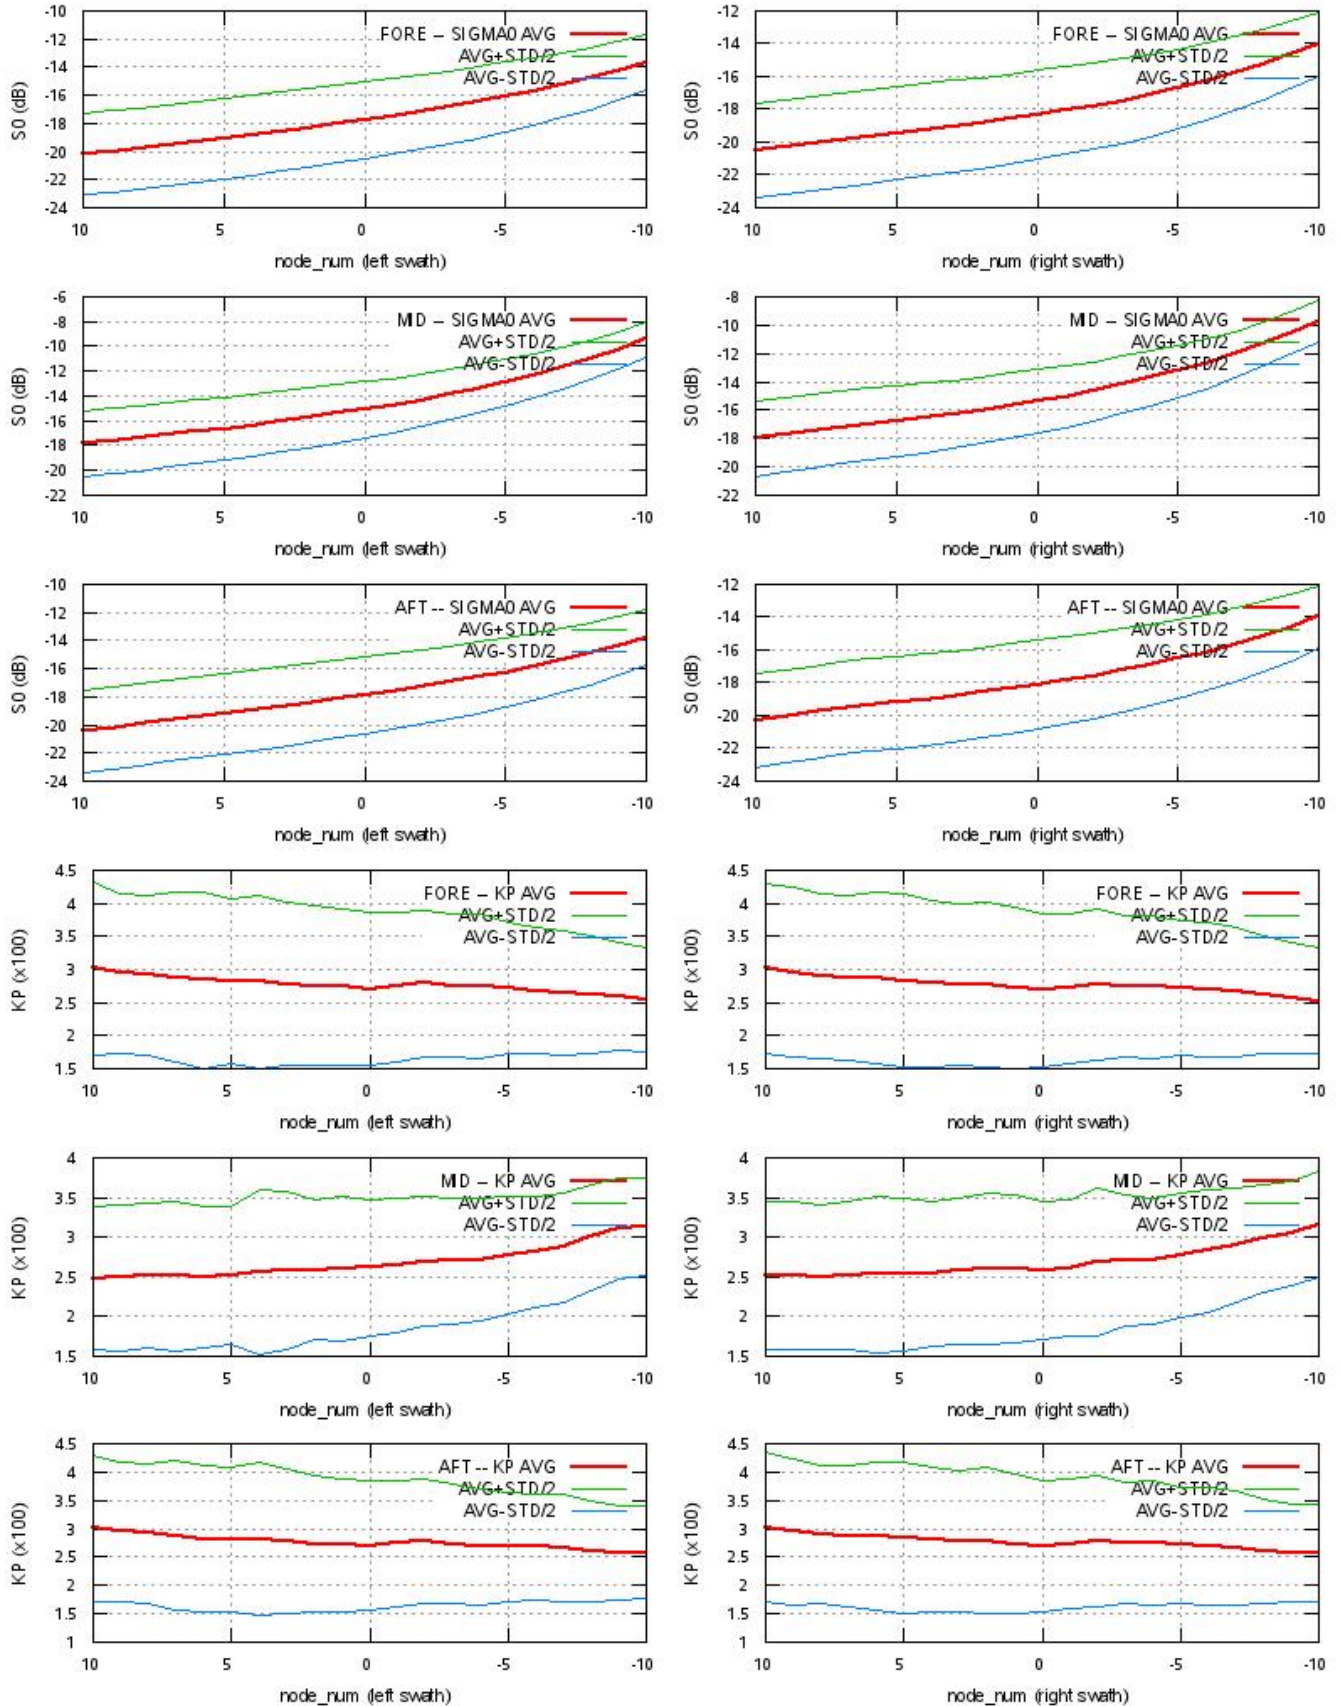 -10
-12
-14
-16
-18
-20
-22
-24
S0 (dB)
FORE -- SIGMA0 AVG
AVG+STD/2
AVG-STD/2
10 5 0 -5 -10
node_num (left swath)
-12
-14
-16
-18
-20
-22
-24
S0 (dB)
FORE -- SIGMA0 AVG
AVG+STD/2
AVG-STD/2
10 5 0 -5 -10
node_num (right swath)
-6
-8
-10
-12
-14
-16
-18
-20
-22
S0 (dB)
MID -- SIGMA0 AVG
AVG+STD/2
AVG-STD/2
10 5 0 -5 -10
node_num (left swath)
-8
-10
-12
-14
-16
-18
-20
-22
S0 (dB)
MID -- SIGMA0 AVG
AVG+STD/2
AVG-STD/2
10 5 0 -5 -10
node_num (right swath)
-10
-12
-14
-16
-18
-20
-22
-24
S0 (dB)
AFT -- SIGMA0 AVG
AVG+STD/2
AVG-STD/2
10 5 0 -5 -10
node_num (left swath)
-12
-14
-16
-18
-20
-22
-24
S0 (dB)
AFT -- SIGMA0 AVG
AVG+STD/2
AVG-STD/2
10 5 0 -5 -10
node_num (right swath)
4.5
4
3.5
3
2.5
2
1.5
KP (x100)
FORE -- KP AVG
AVG+STD/2
AVG-STD/2
10 5 0 -5 -10
node_num (left swath)
4.5
4
3.5
3
2.5
2
1.5
KP (x100)
FORE -- KP AVG
AVG+STD/2
AVG-STD/2
10 5 0 -5 -10
node_num (right swath)
4
3.5
3
2.5
2
1.5
KP (x100)
MID -- KP AVG
AVG+STD/2
AVG-STD/2
10 5 0 -5 -10
node_num (left swath)
4
3.5
3
2.5
2
1.5
KP (x100)
MID -- KP AVG
AVG+STD/2
AVG-STD/2
10 5 0 -5 -10
node_num (right swath)
4.5
4
3.5
3
2.5
2
1.5
1
KP (x100)
AFT -- KP AVG
AVG+STD/2
AVG-STD/2
10 5 0 -5 -10
node_num (left swath)
4.5
4
3.5
3
2.5
2
1.5
1
KP (x100)
AFT -- KP AVG
AVG+STD/2
AVG-STD/2
10 5 0 -5 -10
node_num (right swath)